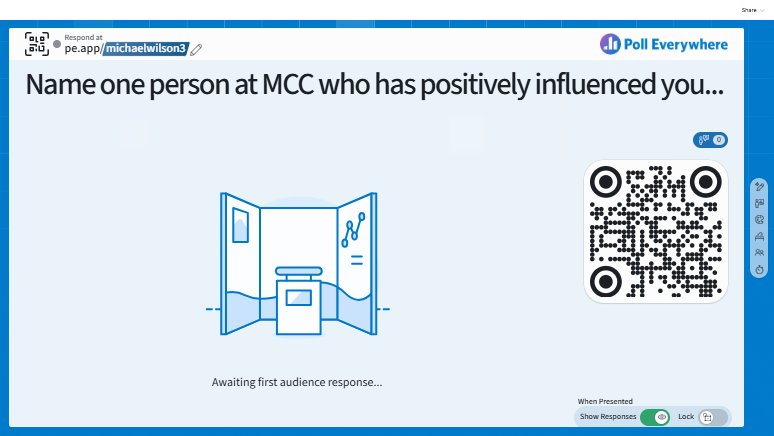 Share
Respond at
pe.app/michaelwilson3
Poll Everywhere
Name one person at MCC who has positively influenced you...
0
Awaiting first audience response...
When Presented
Show Responses
Lock